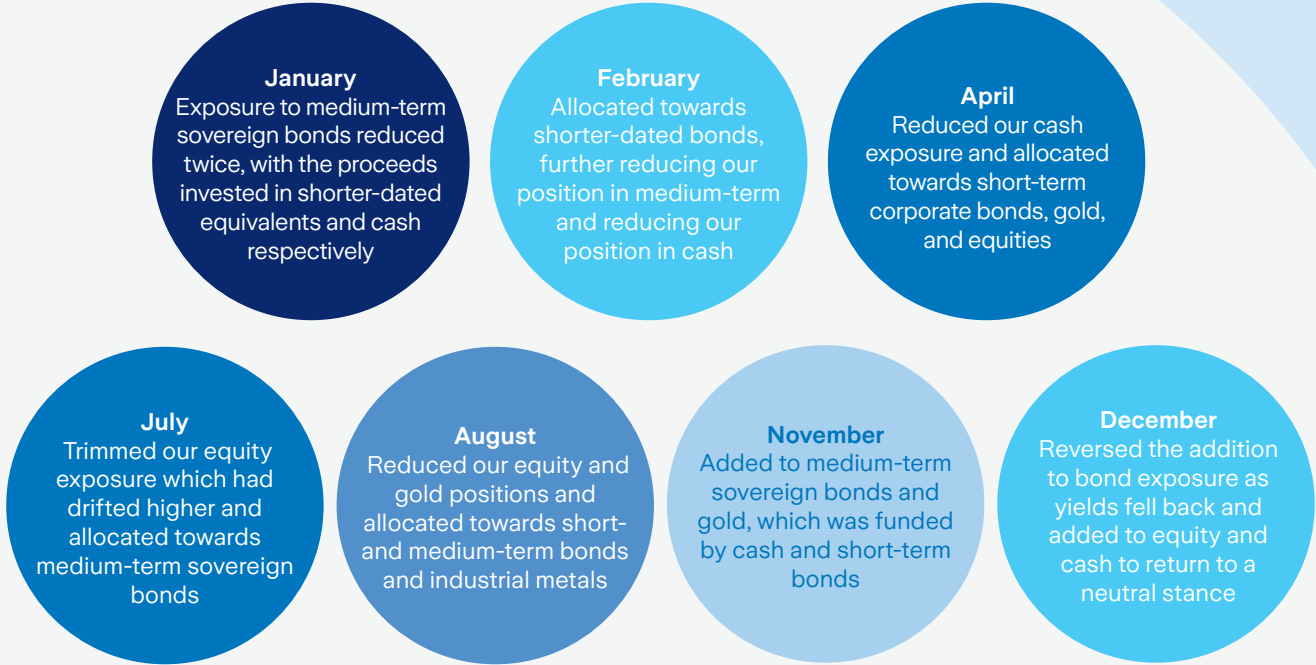 January
Exposure to medium-term
sovereign bonds reduced
twice, with the proceeds
invested in shorter-dated
equivalents and cash
respectively
February
Allocated towards
shorter-dated bonds,
further reducing our
position in medium-term
and reducing our
position in cash
April
Reduced our cash
exposure and allocated
towards short-term
corporate bonds, gold,
and equities
July
Trimmed our equity
exposure which had
drifted higher and
allocated towards
medium-term sovereign
bonds
August
Reduced our equity and
gold positions and
allocated towards short-
and medium-term bonds
and industrial metals
November
Added to medium-term
sovereign bonds and
gold, which was funded
by cash and short-term
bonds
December
Reversed the addition
to bond exposure as
yields fell back and
added to equity and
cash to return to a
neutral stance